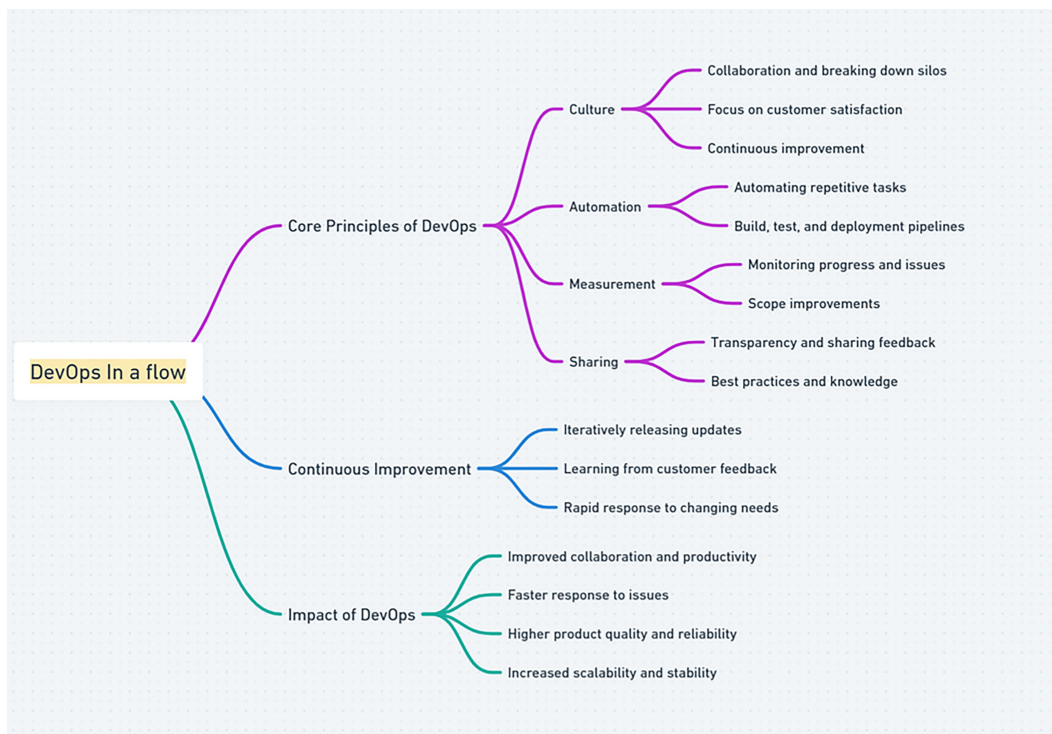 DevOps In a flow
Core Principles of DevOps
Culture
Collaboration and breaking down silos
Focus on customer satisfaction
Continuous improvement
Automation
Automating repetitive tasks
Build, test, and deployment pipelines
Measurement
Monitoring progress and issues
Scope improvements
Sharing
Transparency and sharing feedback
Best practices and knowledge
Continuous Improvement
Iteratively releasing updates
Learning from customer feedback
Rapid response to changing needs
Impact of DevOps
Improved collaboration and productivity
Faster response to issues
Higher product quality and reliability
Increased scalability and stability